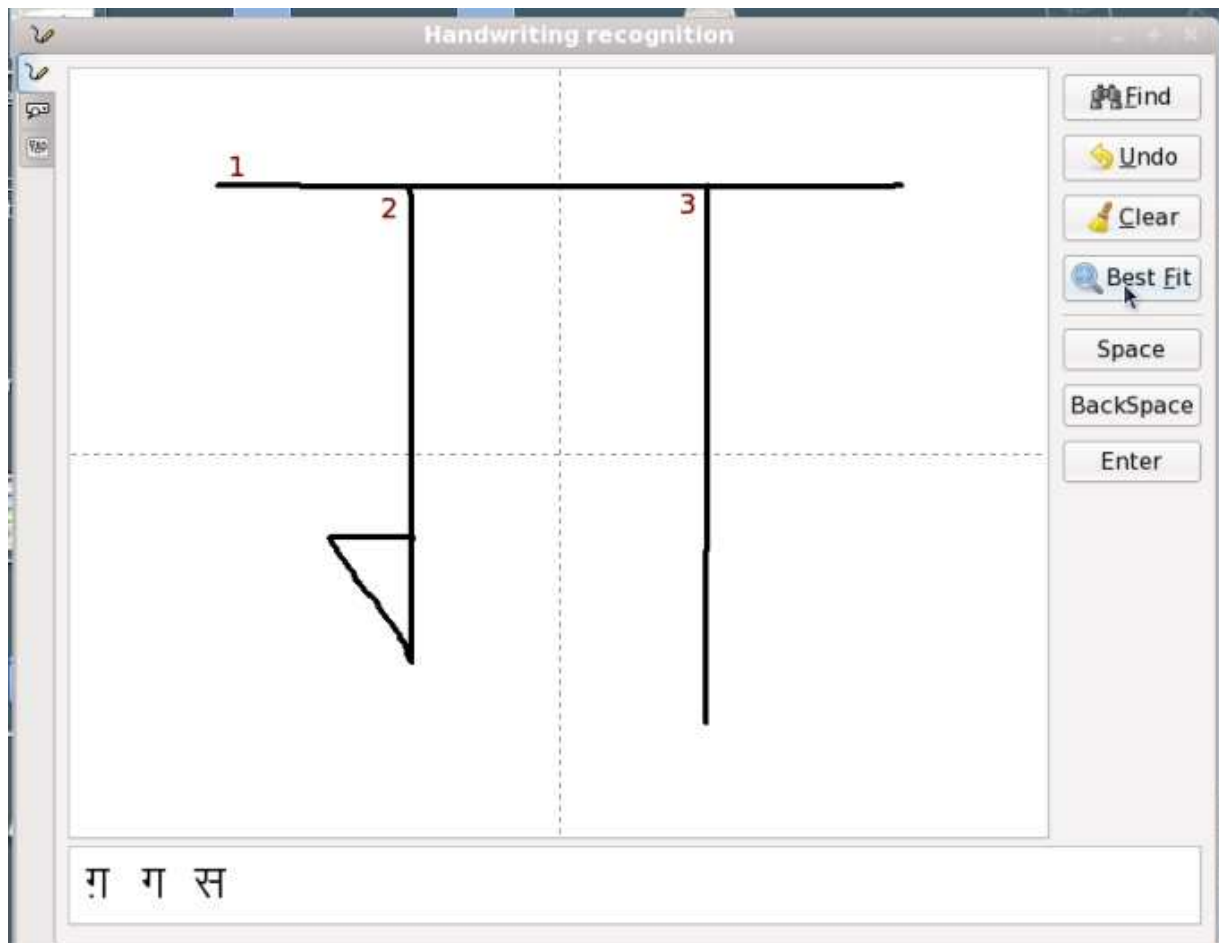 Handwriting recognition
Find
Undo
Clear
Best Fit
Space
BackSpace
Enter
1
2
3
ग
ग़ ग स